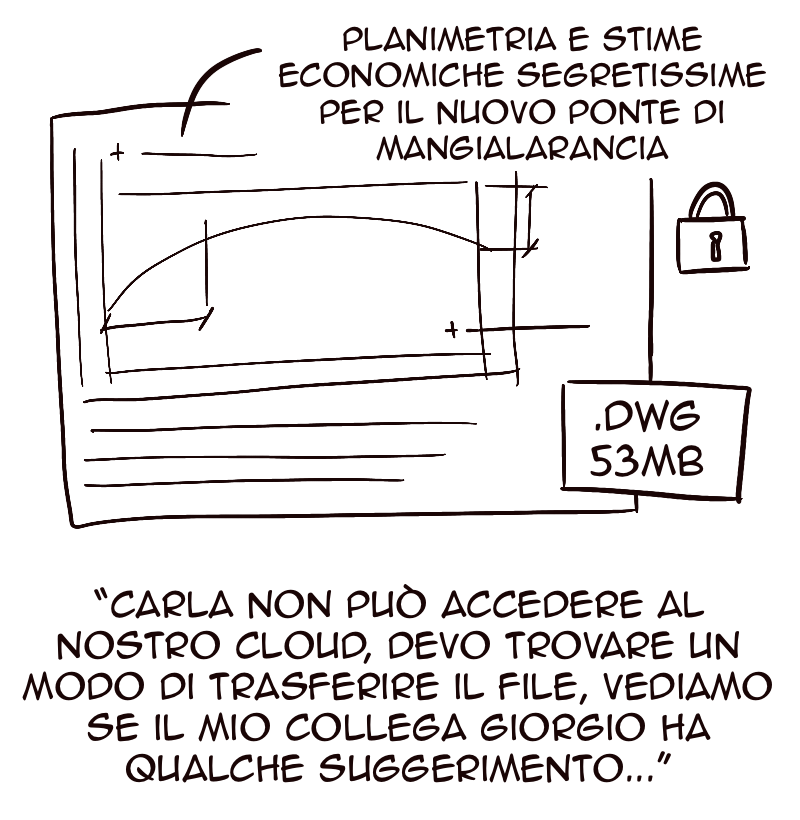 PLANIMETRIA E STIME
ECONOMICHE SEGRETISSIME
PER IL NUOVO PONTE DI
MANGIALARANCIA
.DWG
53MB
“CARLA NON PUÒ ACCEDERE AL
NOSTRO CLOUD, DEVO TROVARE UN
MODO DI TRASFERIRE IL FILE, VEDIAMO
SE IL MIO COLLEGA GIORGIO HA
QUALCHE SUGGERIMENTO...”